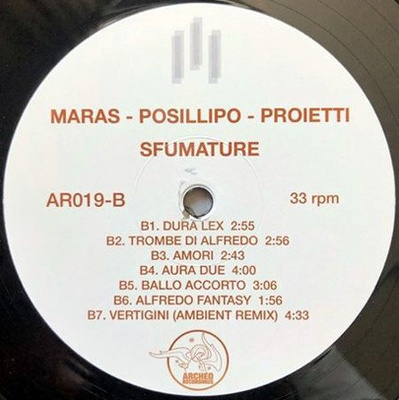 MARAS - POSILLIPO - PROIETTI
SFUMATURE
AR019-B 33 rpm
B1. DURA LEX 2:55
B2. TROMBE DI ALFREDO 2:56
B3. AMORI 2:43
B4. AURA DUE 4:00
B5. BALLO ACCORTO 3:06
B6. ALFREDO FANTASY 1:56
B7. VERTIGINI (AMBIENT REMIX) 4:33
ARCHEO
RECORDINGS